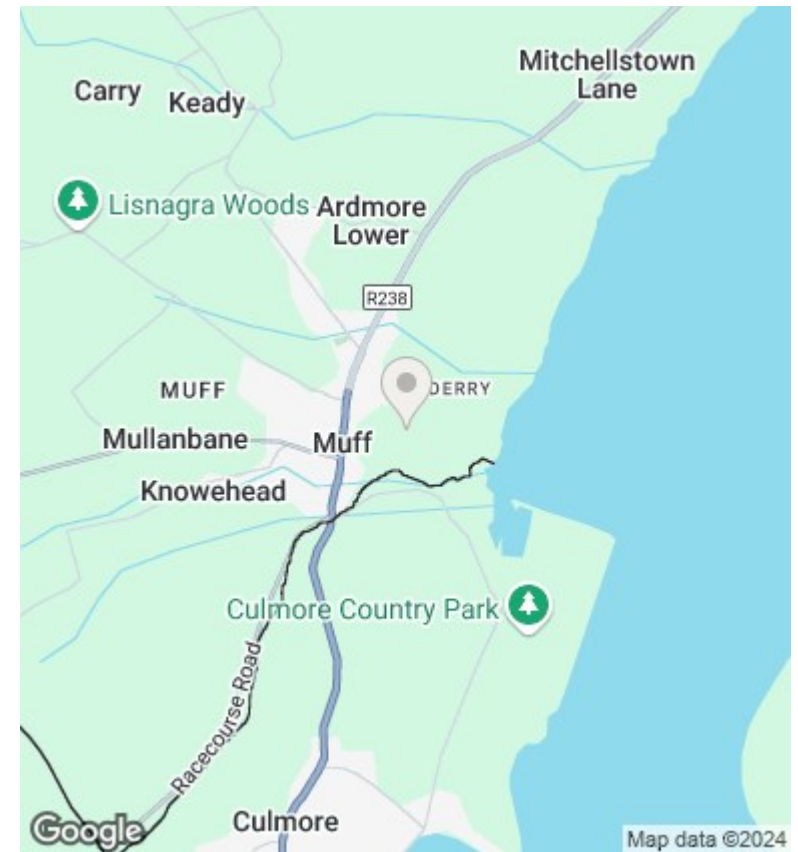 Mitchellstown
Lane
Carry
Keady
Lisnagra Woods
Ardmore
Lower
R238
MUFF
DERRY
Mullanbane
Muff
Knowehead
Culmore Country Park
Racecourse Road
Culmore
Google
Map data ©2024